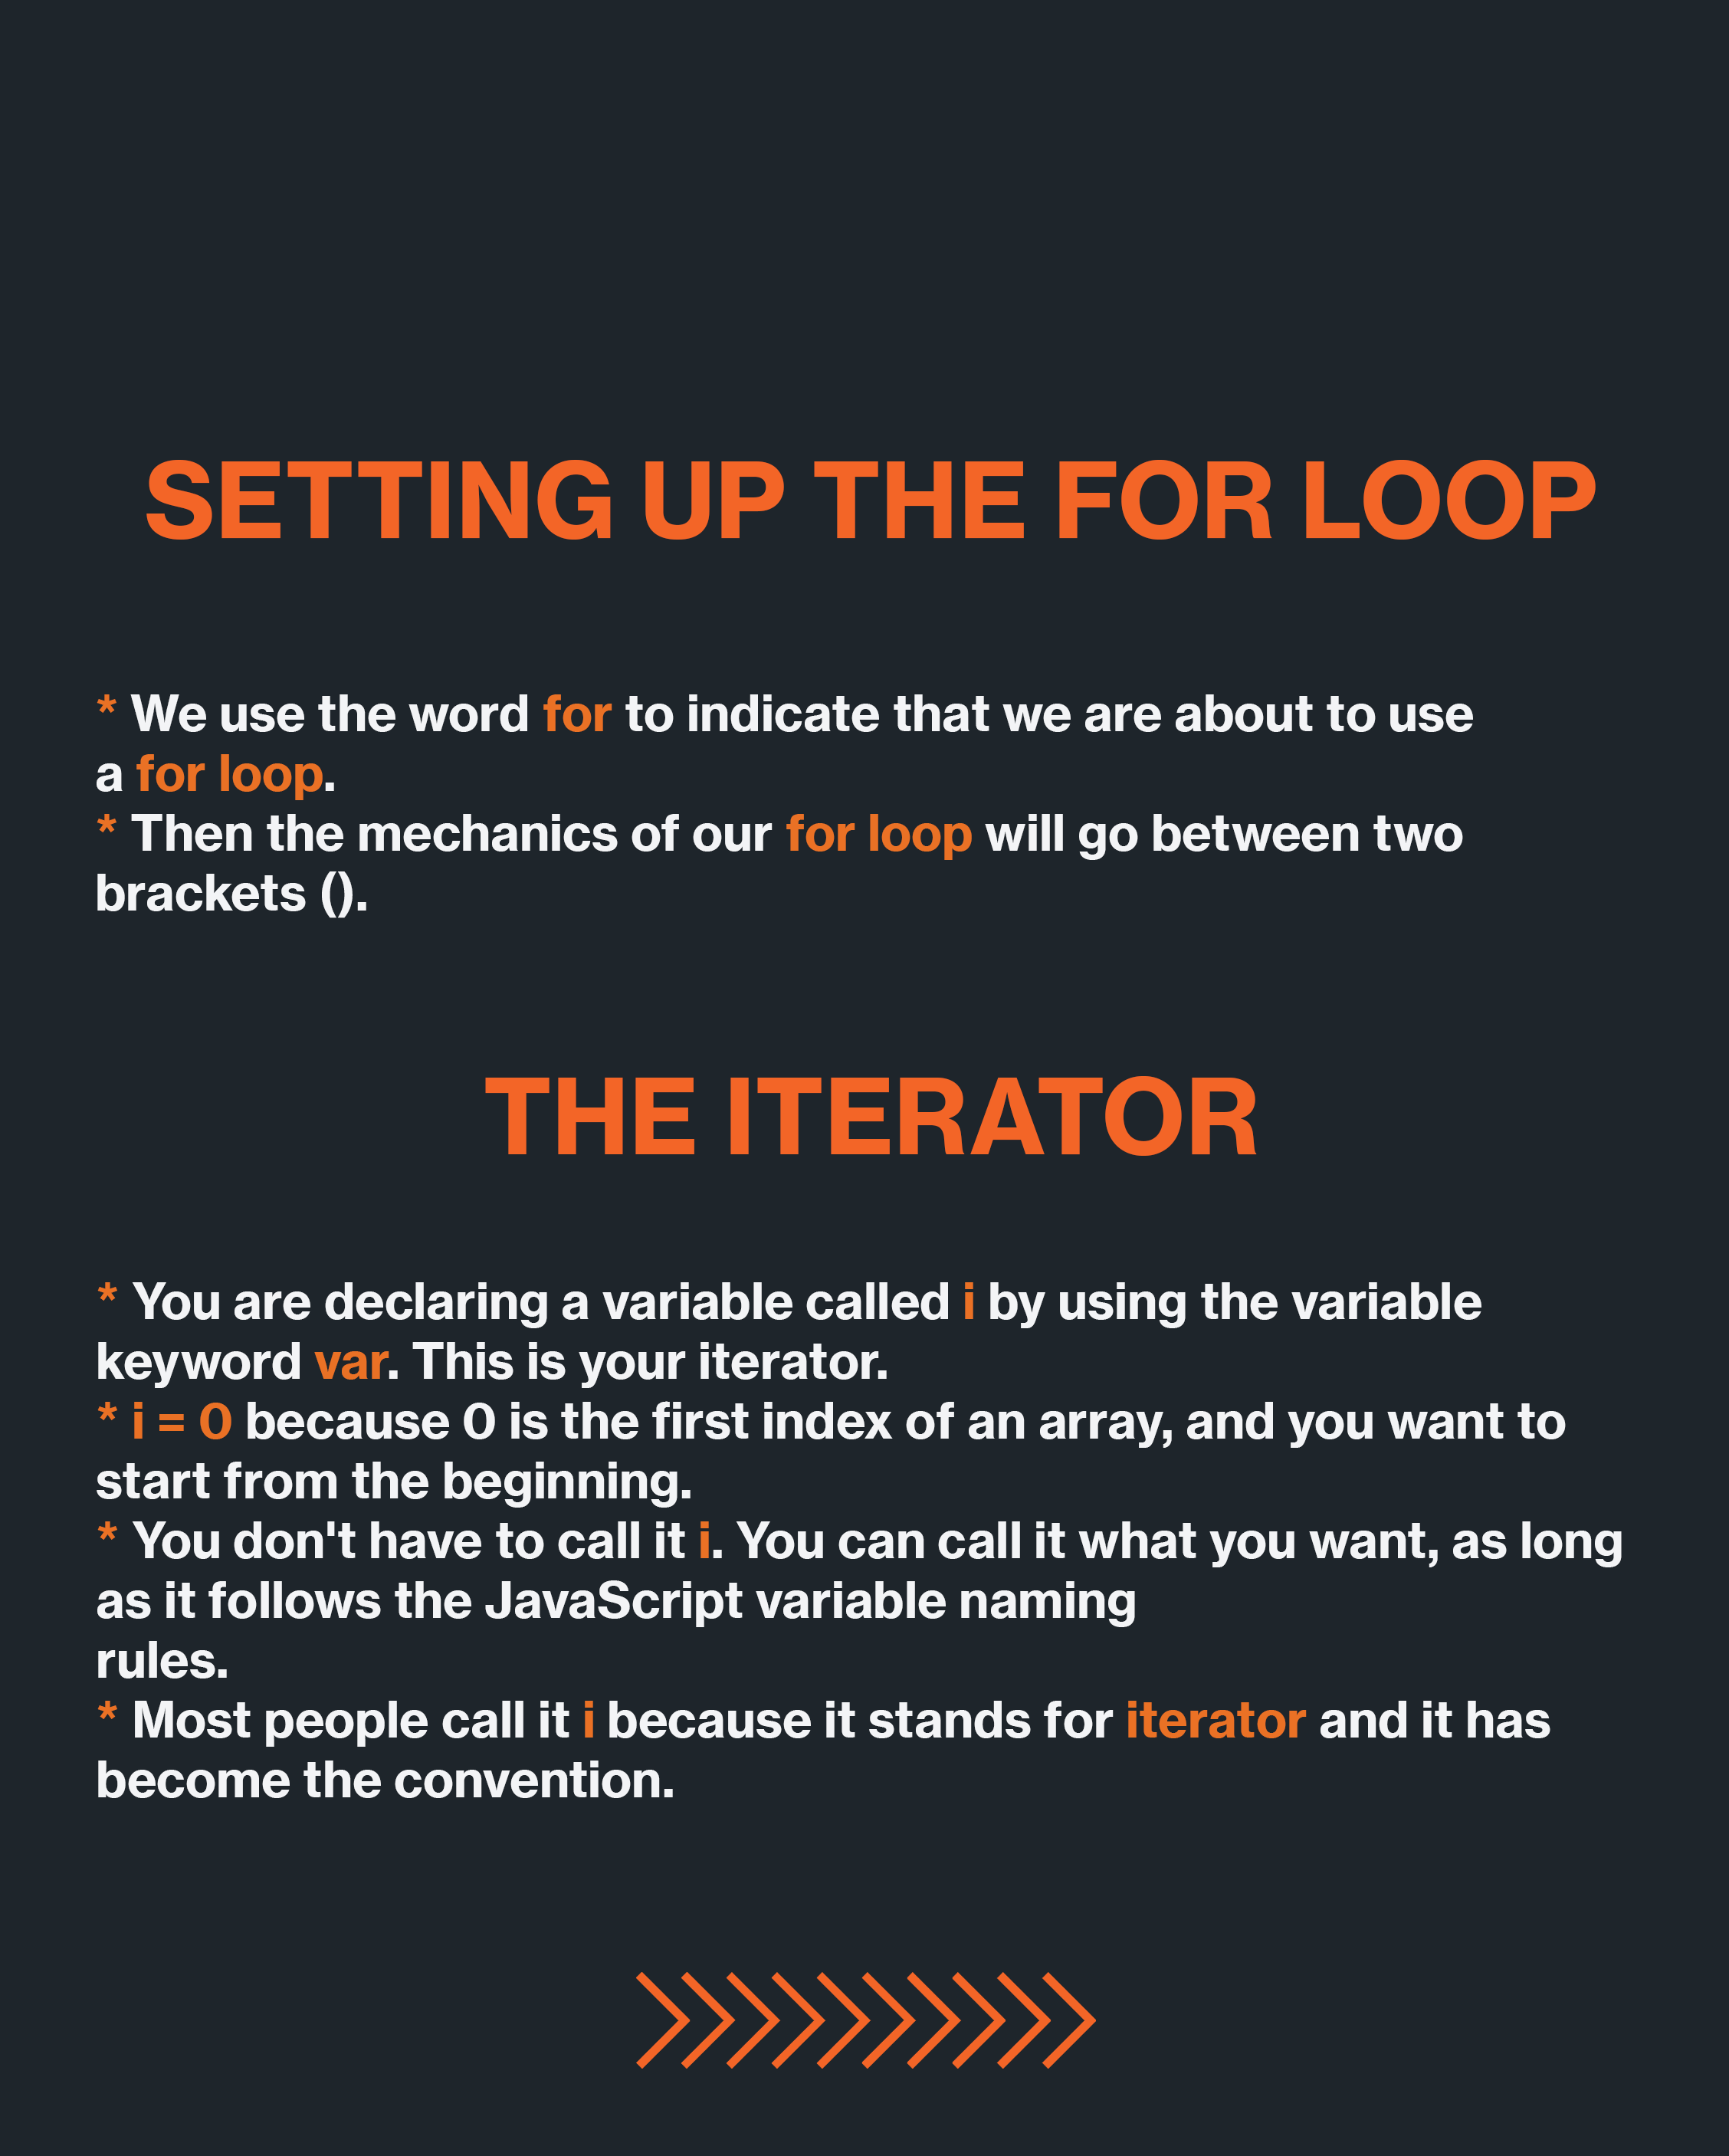 SETTING UP THE FOR LOOP
* We use the word for to indicate that we are about to use
a for loop.
* Then the mechanics of our for loop will go between two
brackets ().
THE ITERATOR
* You are declaring a variable called i by using the variable
keyword var. This is your iterator.
* i = 0 because 0 is the first index of an array, and you want to
start from the beginning.
* You don't have to call it i. You can call it what you want, as long
as it follows the JavaScript variable naming
rules.
* Most people call it i because it stands for iterator and it has
become the convention.